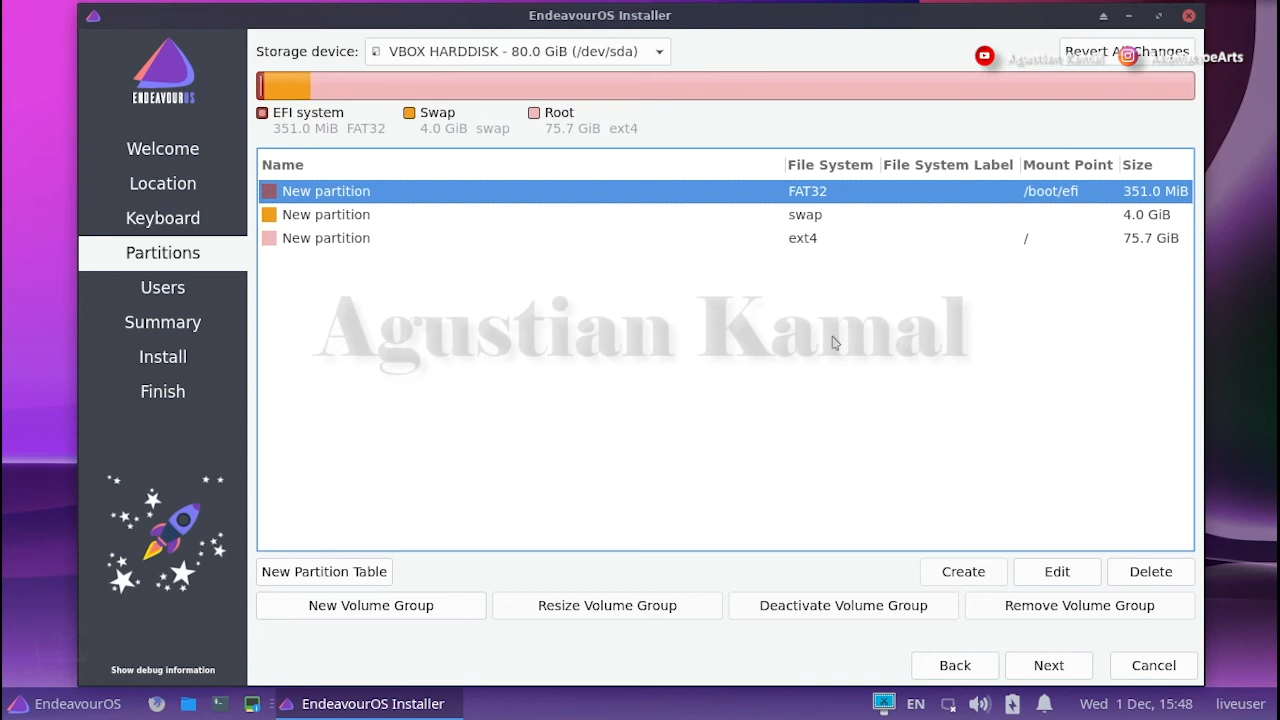 EndeavourOS Installer
Storage device: VBOX HARDDISK - 80.0 GiB (/dev/sda)
Agustian Kamal
EFI system
351.0 MiB FAT32
Swap
4.0 GiB swap
Root
75.7 GiB ext4
ENDEAVOUROS
Welcome
Location
Keyboard
Partitions
Users
Summary
Install
Finish
Show debug information
Name File System File System Label Mount Point Size
New partition FAT32 /boot/efi 351.0 MiB
New partition swap 4.0 GiB
New partition ext4 / 75.7 GiB
Agustian Kamal
New Partition Table Create Edit Delete
New Volume Group Resize Volume Group Deactivate Volume Group Remove Volume Group
Back Next Cancel
EndeavourOS EndeavourOS Installer EN Wed 1 Dec, 15:48 liveuser